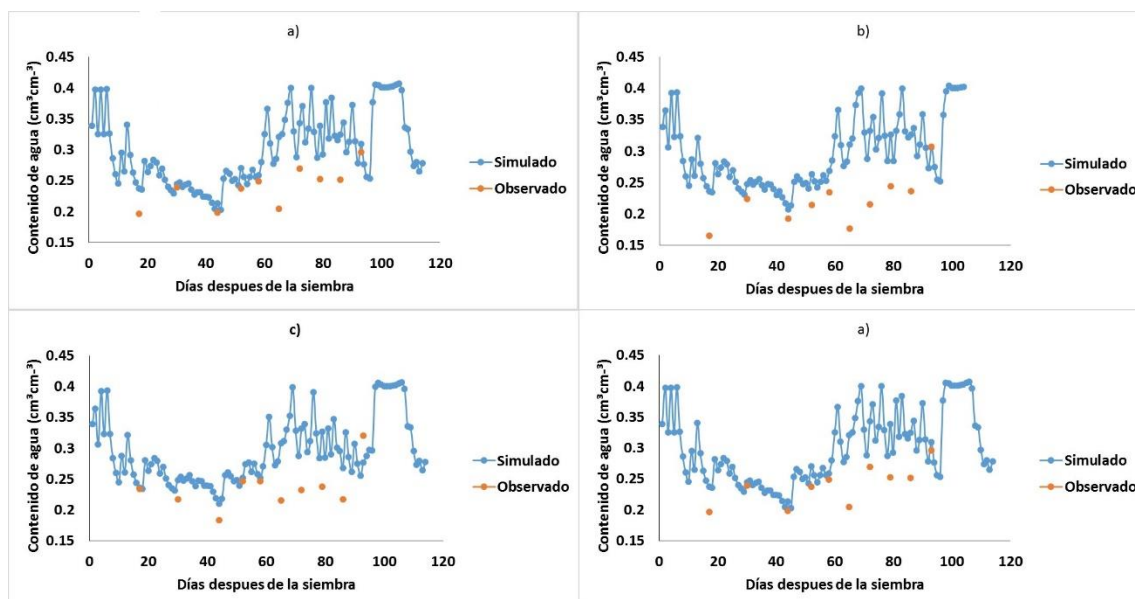 a)
0.45
0.4
0.35
0.3
0.25
0.2
0.15
Contenido de agua (cm³cm-³)
0 20 40 60 80 100 120
Días despues de la siembra
Simulado
Observado
b)
0.45
0.4
0.35
0.3
0.25
0.2
0.15
Contenido de agua (cm³cm-³)
0 20 40 60 80 100 120
Días despues de la siembra
Simulado
Observado
c)
0.45
0.4
0.35
0.3
0.25
0.2
0.15
Contenido de agua (cm³cm-³)
0 20 40 60 80 100 120
Días despues de la siembra
Simulado
Observado
a)
0.45
0.4
0.35
0.3
0.25
0.2
0.15
Contenido de agua (cm³cm-³)
0 20 40 60 80 100 120
Días despues de la siembra
Simulado
Observado